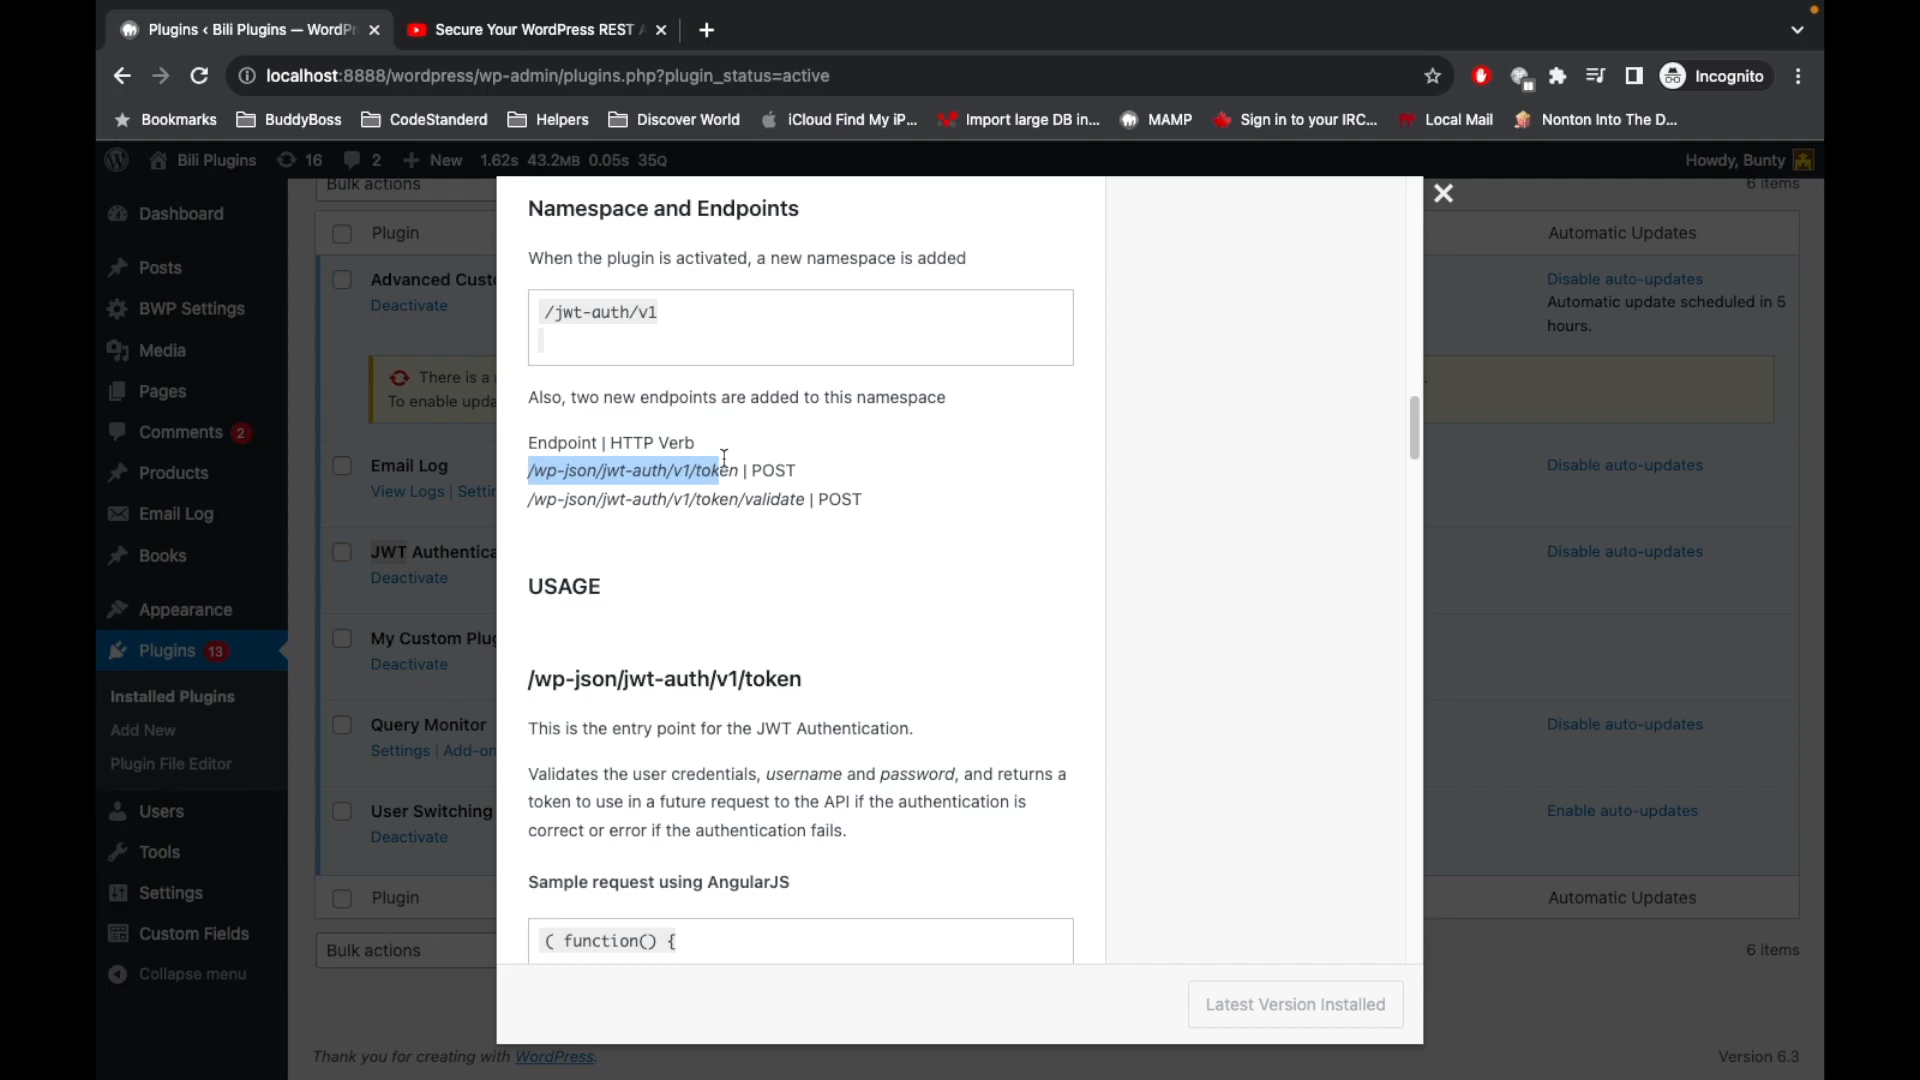 Plugins ‹ Bili Plugins — WordPr
Secure Your WordPress REST A
localhost:8888/wordpress/wp-admin/plugins.php?plugin_status=active
Incognito
Bookmarks
BuddyBoss
CodeStanderd
Helpers
Discover World
iCloud Find My iP...
Import large DB in...
MAMP
Sign in to your IRC...
Local Mail
Nonton Into The D...
Bili Plugins
16
2
New
1.62s 43.2MB 0.05s 35Q
Howdy, Bunty
Dashboard
Posts
BWP Settings
Media
Pages
Comments 2
Products
Email Log
Books
Appearance
Plugins 13
Installed Plugins
Add New
Plugin File Editor
Users
Tools
Settings
Custom Fields
Collapse menu
Bulk actions
6 items
Plugin
Automatic Updates
Advanced Custo
Deactivate
Disable auto-updates
Automatic update scheduled in 5
hours.
There is a
To enable upda
Email Log
View Logs | Settin
Disable auto-updates
JWT Authentica
Deactivate
Disable auto-updates
My Custom Plug
Deactivate
Query Monitor
Settings | Add-on
Disable auto-updates
User Switching
Deactivate
Enable auto-updates
Plugin
Automatic Updates
Bulk actions
6 items
Thank you for creating with WordPress.
Version 6.3
Namespace and Endpoints
When the plugin is activated, a new namespace is added
/jwt-auth/v1
Also, two new endpoints are added to this namespace
Endpoint | HTTP Verb
/wp-json/jwt-auth/v1/token | POST
/wp-json/jwt-auth/v1/token/validate | POST
USAGE
/wp-json/jwt-auth/v1/token
This is the entry point for the JWT Authentication.
Validates the user credentials, username and password, and returns a
token to use in a future request to the API if the authentication is
correct or error if the authentication fails.
Sample request using AngularJS
( function() {
Latest Version Installed